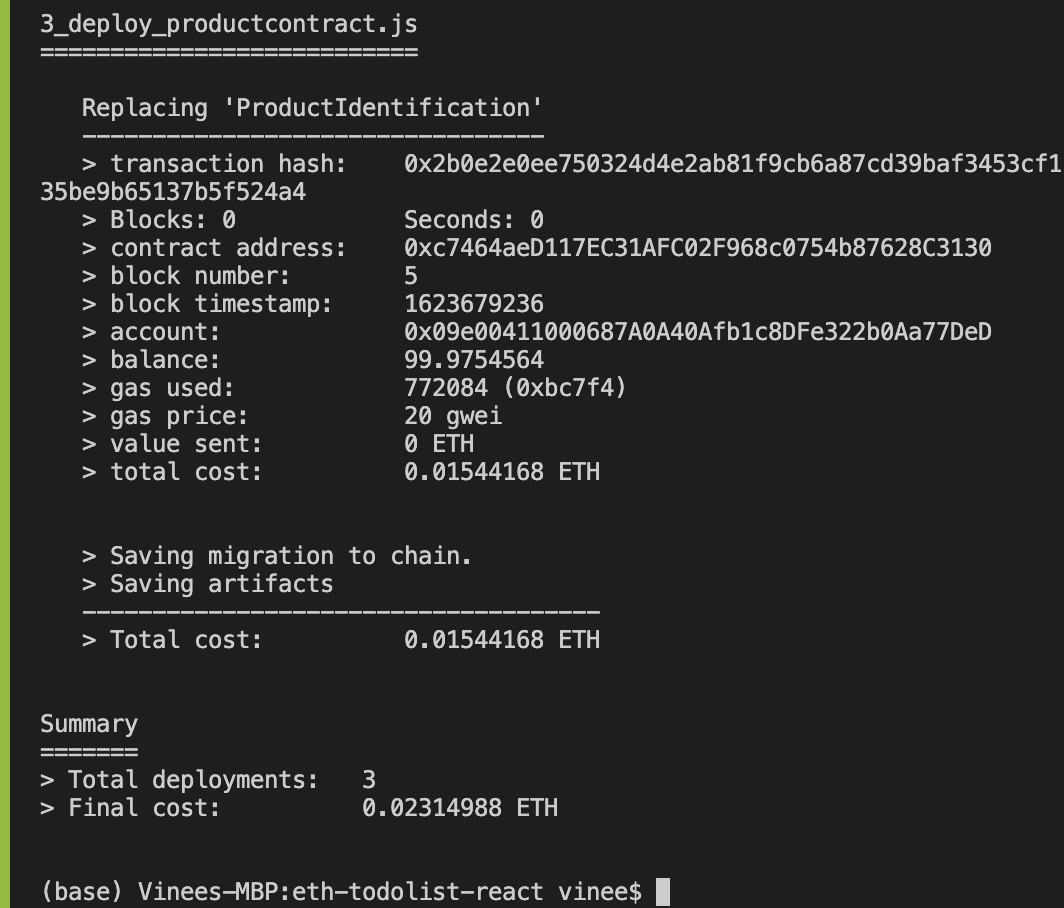 3_deploy_productcontract.js
===========================
Replacing 'ProductIdentification'
---------------------------------
> transaction hash:    0x2b0e2e0ee750324d4e2ab81f9cb6a87cd39baf3453cf1
35be9b65137b5f524a4
> Blocks: 0            Seconds: 0
> contract address:    0xc7464aeD117EC31AFC02F968c0754b87628C3130
> block number:        5
> block timestamp:     1623679236
> account:             0x09e00411000687A0A40Afb1c8DFe322b0Aa77DeD
> balance:             99.9754564
> gas used:            772084 (0xbc7f4)
> gas price:           20 gwei
> value sent:          0 ETH
> total cost:          0.01544168 ETH
> Saving migration to chain.
> Saving artifacts
-------------------------------------
> Total cost:          0.01544168 ETH
Summary
=======
> Total deployments:   3
> Final cost:          0.02314988 ETH
(base) Vinees-MBP:eth-todolist-react vinee$